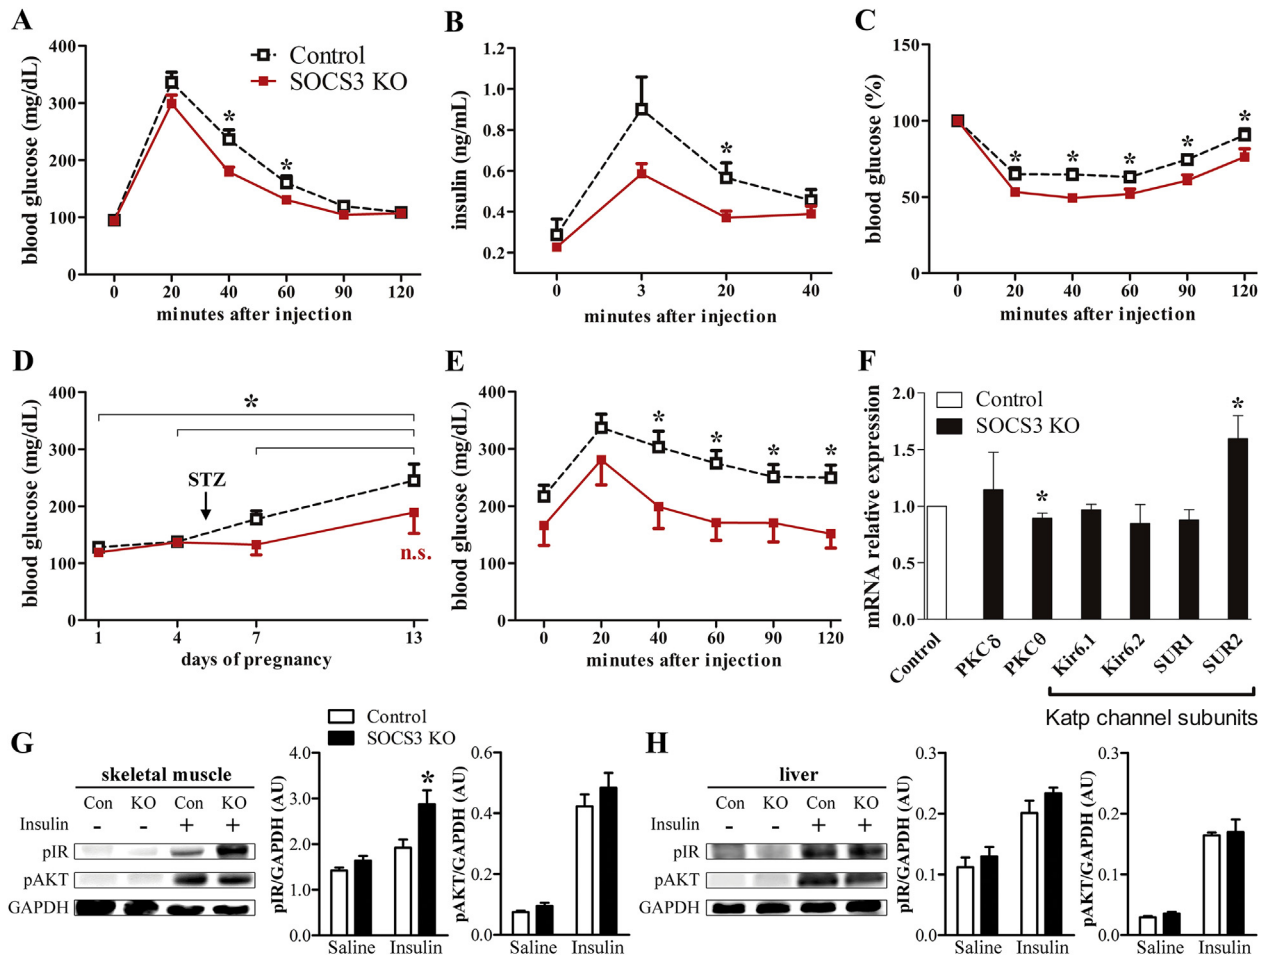 A
blood glucose (mg/dL)
400
300
200
100
0
0 20 40 60 90 120
minutes after injection
Control
SOCS3 KO
* *
B
insulin (ng/mL)
1.2
1.0
0.8
0.6
0.4
0.2
0 3 20 40
minutes after injection
*
C
blood glucose (%)
150
100
50
0
0 20 40 60 90 120
minutes after injection
* * * * *
D
blood glucose (mg/dL)
400
300
200
100
0
1 4 7 13
days of pregnancy
*
STZ
n.s.
E
blood glucose (mg/dL)
400
300
200
100
0
0 20 40 60 90 120
minutes after injection
* * * *
F
mRNA relative expression
2.0
1.5
1.0
0.5
0.0
Control
SOCS3 KO
* *
Control PKCδ PKCθ Kir6.1 Kir6.2 SUR1 SUR2
Katp channel subunits
G
skeletal muscle
Con KO Con KO
Insulin - - + +
pIR
pAKT
GAPDH
Control
SOCS3 KO
pIR/GAPDH (AU)
4.0
3.0
2.0
1.0
0.0
*
Saline Insulin
pAKT/GAPDH (AU)
0.6
0.4
0.2
0.0
Saline Insulin
H
liver
Con KO Con KO
Insulin - - + +
pIR
pAKT
GAPDH
pIR/GAPDH (AU)
0.3
0.2
0.1
0.0
Saline Insulin
pAKT/GAPDH (AU)
0.3
0.2
0.1
0.0
Saline Insulin